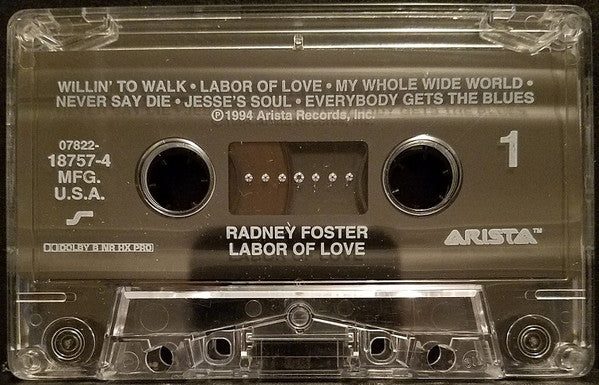 WILLIN' TO WALK • LABOR OF LOVE • MY WHOLE WIDE WORLD •
NEVER SAY DIE • JESSE'S SOUL • EVERYBODY GETS THE BLUES
℗1994 Arista Records, Inc.
07822-
18757-4
MFG.
U.S.A.
1
RADNEY FOSTER
LABOR OF LOVE
ARISTA™
DOLBY B NR HX PRO